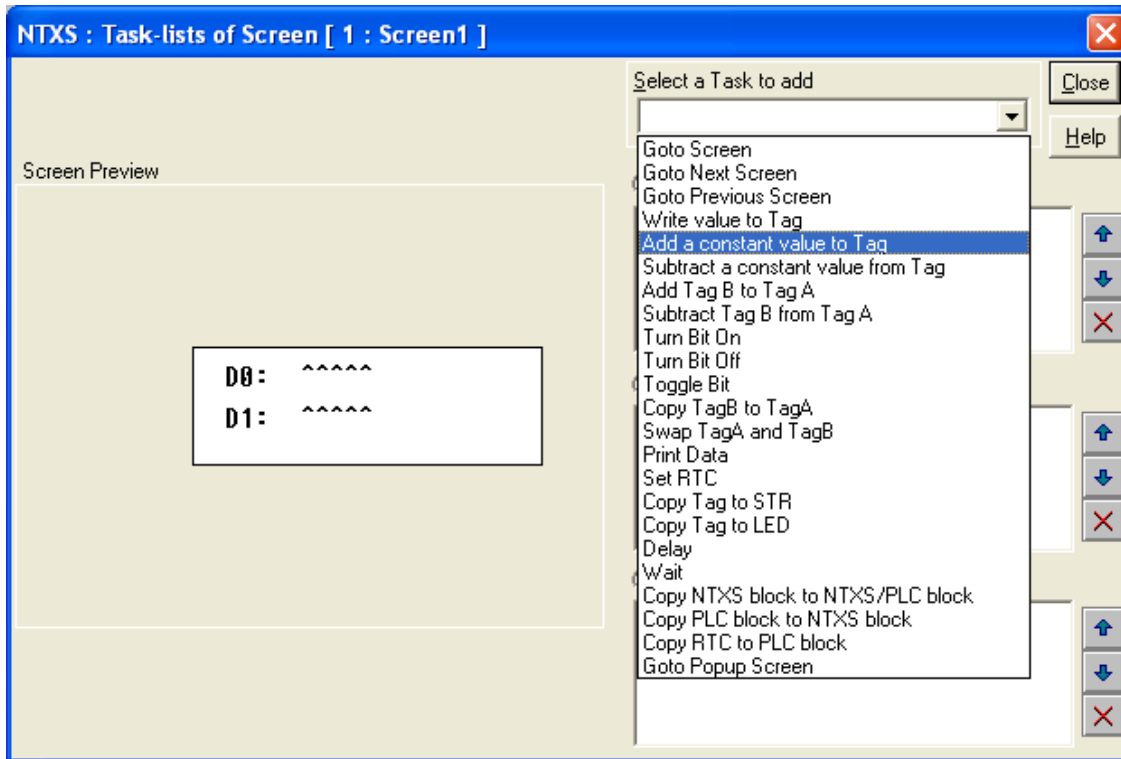 NTXS : Task-lists of Screen [ 1 : Screen1 ]
Select a Task to add
Close
Help
Screen Preview
D0: ^^^^^
D1: ^^^^^
Goto Screen
Goto Next Screen
Goto Previous Screen
Write value to Tag
Add a constant value to Tag
Subtract a constant value from Tag
Add Tag B to Tag A
Subtract Tag B from Tag A
Turn Bit On
Turn Bit Off
Toggle Bit
Copy TagB to TagA
Swap TagA and TagB
Print Data
Set RTC
Copy Tag to STR
Copy Tag to LED
Delay
Wait
Copy NTXS block to NTXS/PLC block
Copy PLC block to NTXS block
Copy RTC to PLC block
Goto Popup Screen